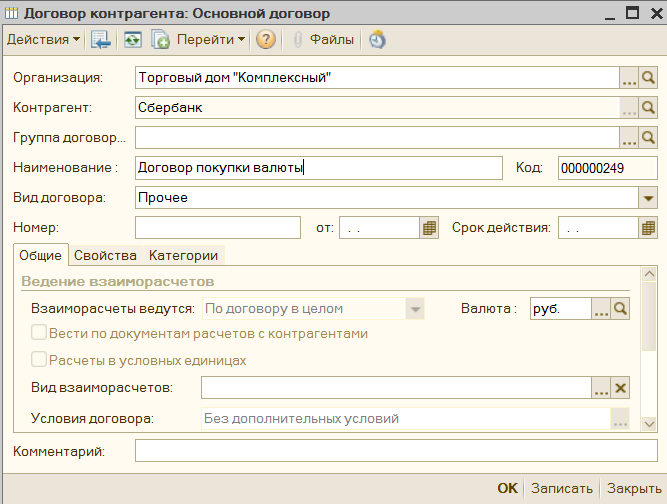 Договор контрагента: Основной договор
Действия Перейти ? Файлы
Организация: Торговый дом "Комплексный" ...
Контрагент: Сбербанк ...
Группа договор... ...
Наименование : Договор покупки валюты Код: 000000249
Вид договора: Прочее
Номер: от: . . Срок действия: . .
Общие Свойства Категории
Ведение взаиморасчетов
Взаиморасчеты ведутся: По договору в целом Валюта : руб. ...
Вести по документам расчетов с контрагентами
Расчеты в условных единицах
Вид взаиморасчетов: ...
Условия договора: Без дополнительных условий ...
Комментарий:
OK Записать Закрыть